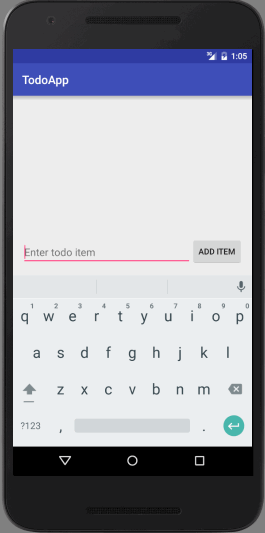 1:05
TodoApp
Enter todo item
ADD ITEM
1 2 3 4 5 6 7 8 9 0
q w e r t y u i o p
a s d f g h j k l
z x c v b n m
?123 , .